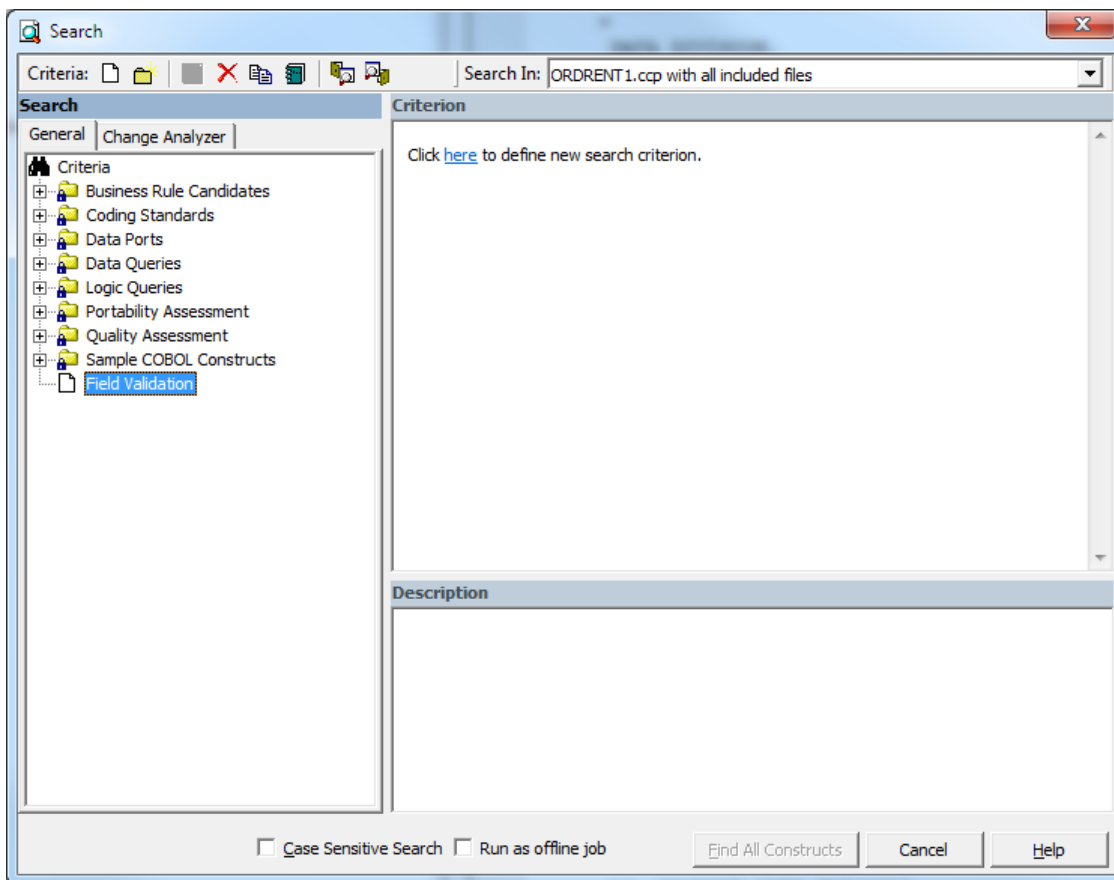 Search
Criteria:
Search In: ORDRENT1.ccp with all included files
Search
General Change Analyzer
Criteria
Business Rule Candidates
Coding Standards
Data Ports
Data Queries
Logic Queries
Portability Assessment
Quality Assessment
Sample COBOL Constructs
Field Validation
Criterion
Click here to define new search criterion.
Description
Case Sensitive Search Run as offline job Find All Constructs Cancel Help